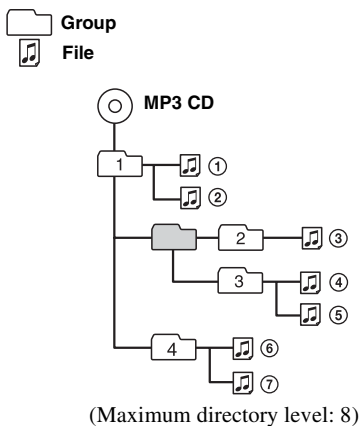 Group
File
MP3 CD
1 ①
②
2 ③
3 ④
⑤
4 ⑥
⑦
(Maximum directory level: 8)